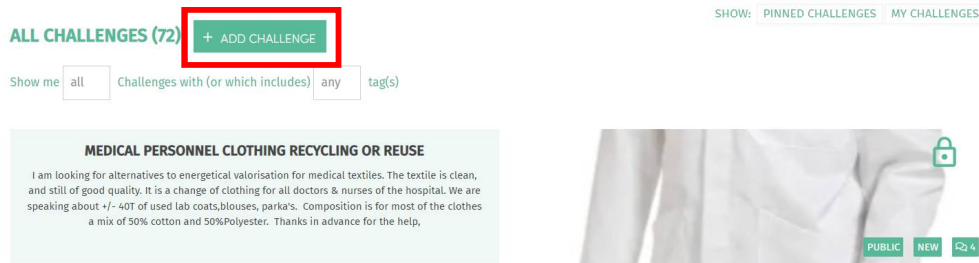 SHOW: PINNED CHALLENGES MY CHALLENGES
ALL CHALLENGES (72) + ADD CHALLENGE
Show me all Challenges with (or which includes) any tag(s)
MEDICAL PERSONNEL CLOTHING RECYCLING OR REUSE
I am looking for alternatives to energetical valorisation for medical textiles. The textile is clean,
and still of good quality. It is a change of clothing for all doctors & nurses of the hospital. We are
speaking about +/- 40T of used lab coats,blouses, parka's. Composition is for most of the clothes
a mix of 50% cotton and 50%Polyester. Thanks in advance for the help,
PUBLIC NEW 4